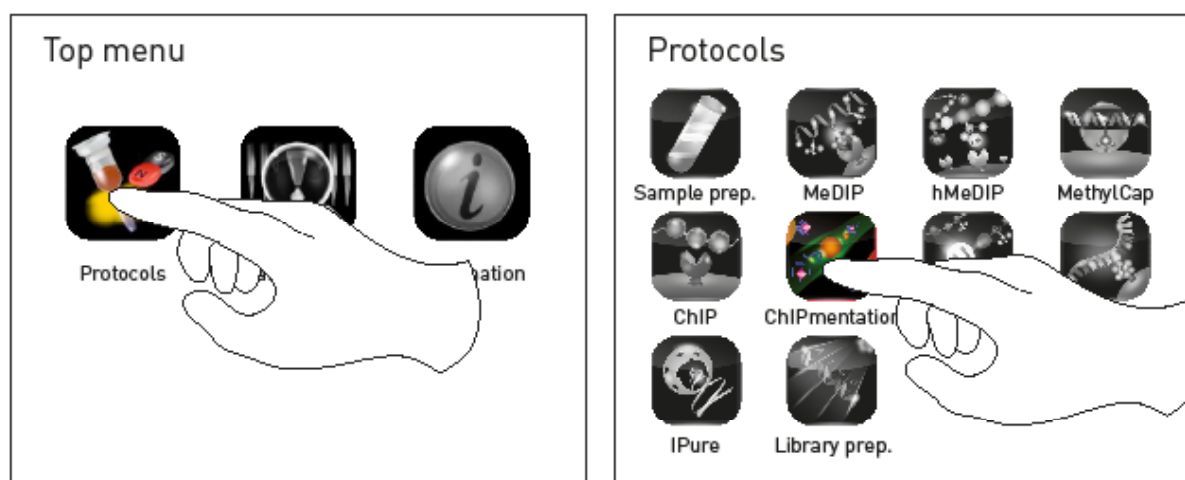 Top menu
Protocols
Protocols
Sample prep.
MeDIP
hMeDIP
MethylCap
ChIP
ChIPmentation
IPure
Library prep.